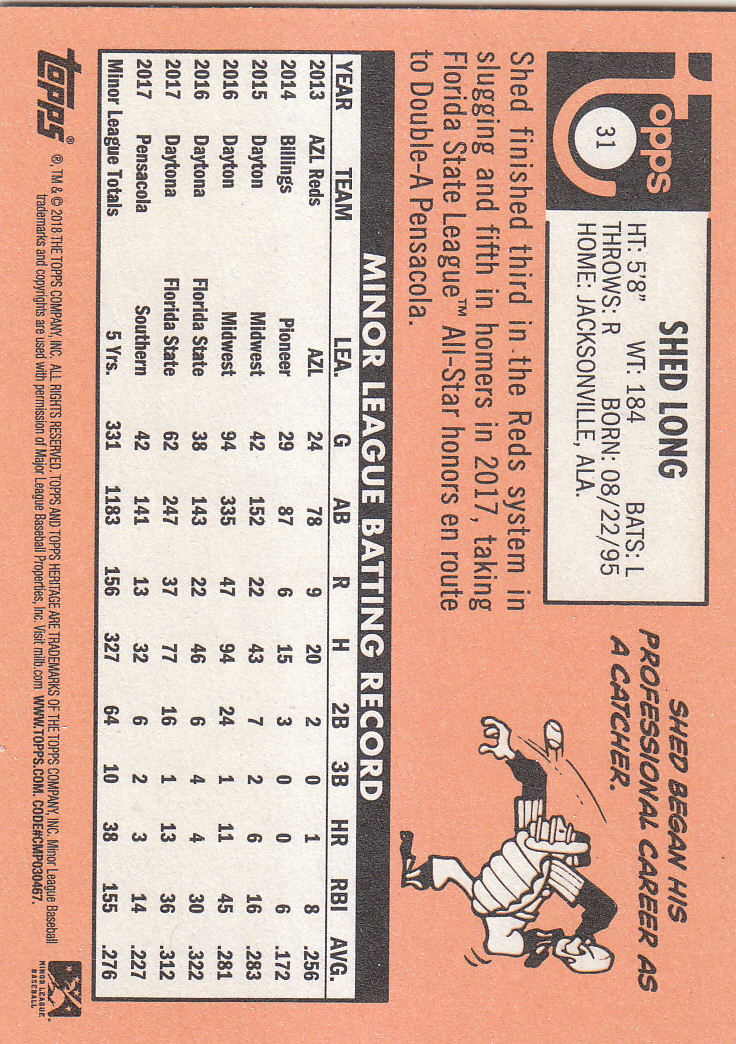 topps
31
SHED LONG
HT: 5'8" WT: 184 BATS: L
THROWS: R BORN: 08/22/95
HOME: JACKSONVILLE, ALA.
SHED BEGAN HIS
PROFESSIONAL CAREER AS
A CATCHER.
Shed finished third in the Reds system in
slugging and fifth in homers in 2017, taking
Florida State League™ All-Star honors en route
to Double-A Pensacola.
MINOR LEAGUE BATTING RECORD
YEAR TEAM LEA. G AB R H 2B 3B HR RBI AVG.
2013 AZL Reds AZL 24 78 9 20 2 0 1 8 .256
2014 Billings Pioneer 29 87 6 15 3 0 0 6 .172
2015 Dayton Midwest 42 152 22 43 7 2 6 16 .283
2016 Dayton Midwest 94 335 47 94 24 1 11 45 .281
2016 Daytona Florida State 38 143 22 46 6 4 4 30 .322
2017 Daytona Florida State 62 247 37 77 16 1 13 36 .312
2017 Pensacola Southern 42 141 13 32 6 2 3 14 .227
Minor League Totals 5 Yrs. 331 1183 156 327 64 10 38 155 .276
topps®
®, TM & © 2018 THE TOPPS COMPANY, INC. ALL RIGHTS RESERVED. TOPPS AND TOPPS HERITAGE ARE TRADEMARKS OF THE TOPPS COMPANY, INC. Minor League Baseball
trademarks and copyrights are used with permission of Major League Baseball Properties, Inc. Visit milb.com WWW.TOPPS.COM. CODE#CMP030467.
MINOR LEAGUE
BASEBALL